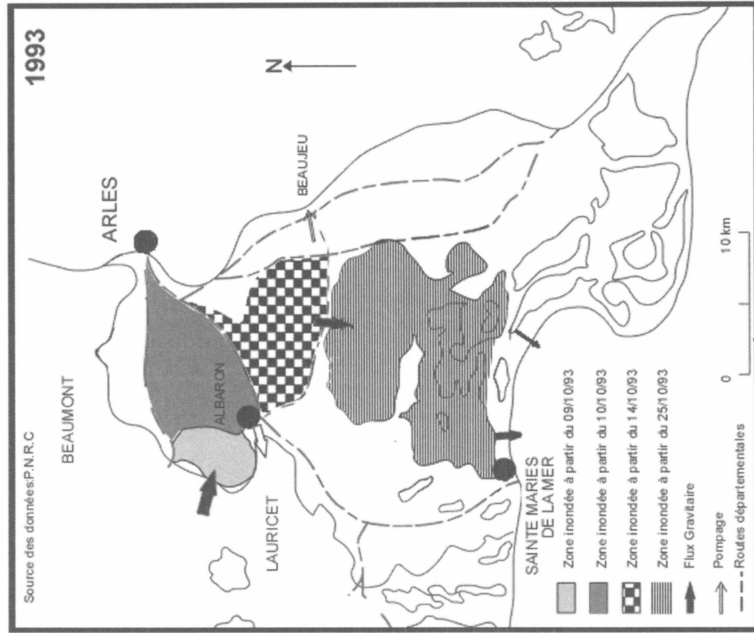 1993
Source des données:P.N.R.C
N
ARLES
BEAUMONT
BEAUJEU
ALBARON
LAURICET
SAINTE MARIES
DE LA MER
Zone inondée à partir du 09/10/93
Zone inondée à partir du 10/10/93
Zone inondée à partir du 14/10/93
Zone inondée à partir du 25/10/93
Flux Gravitaire
Pompage
Routes départementales
0
10 km